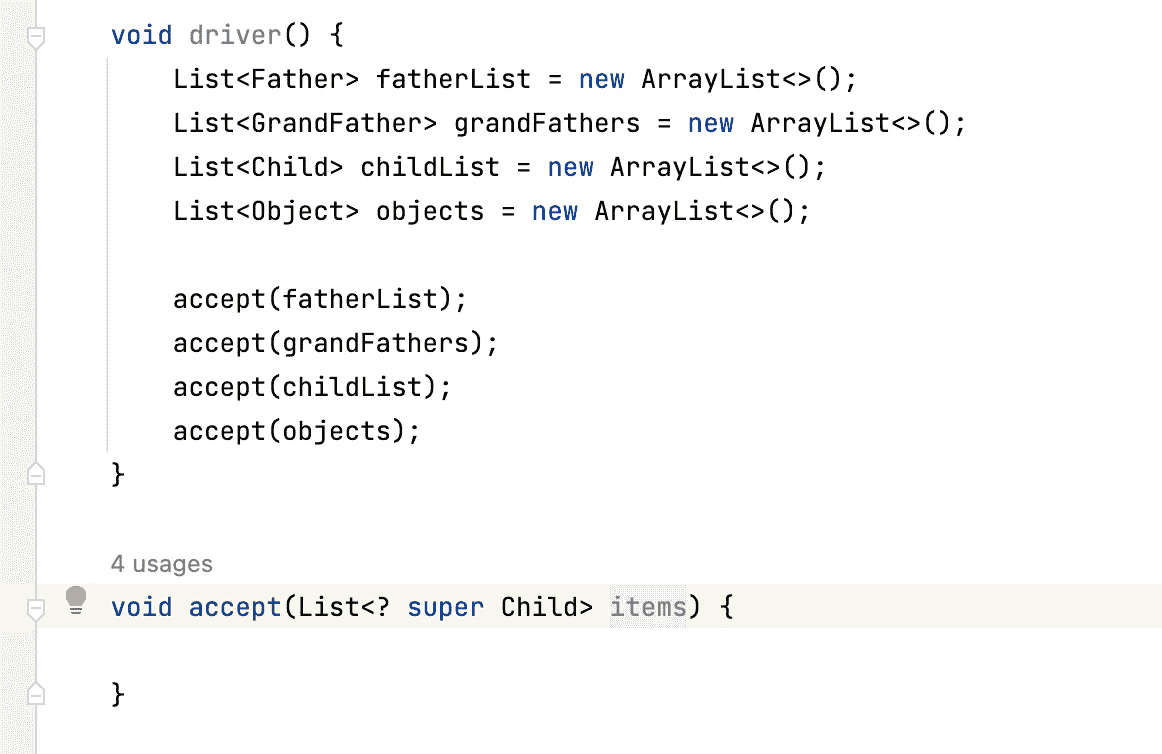 void driver() {
List<Father> fatherList = new ArrayList<>();
List<GrandFather> grandFathers = new ArrayList<>();
List<Child> childList = new ArrayList<>();
List<Object> objects = new ArrayList<>();
accept(fatherList);
accept(grandFathers);
accept(childList);
accept(objects);
}
4 usages
void accept(List<? super Child> items) {
}